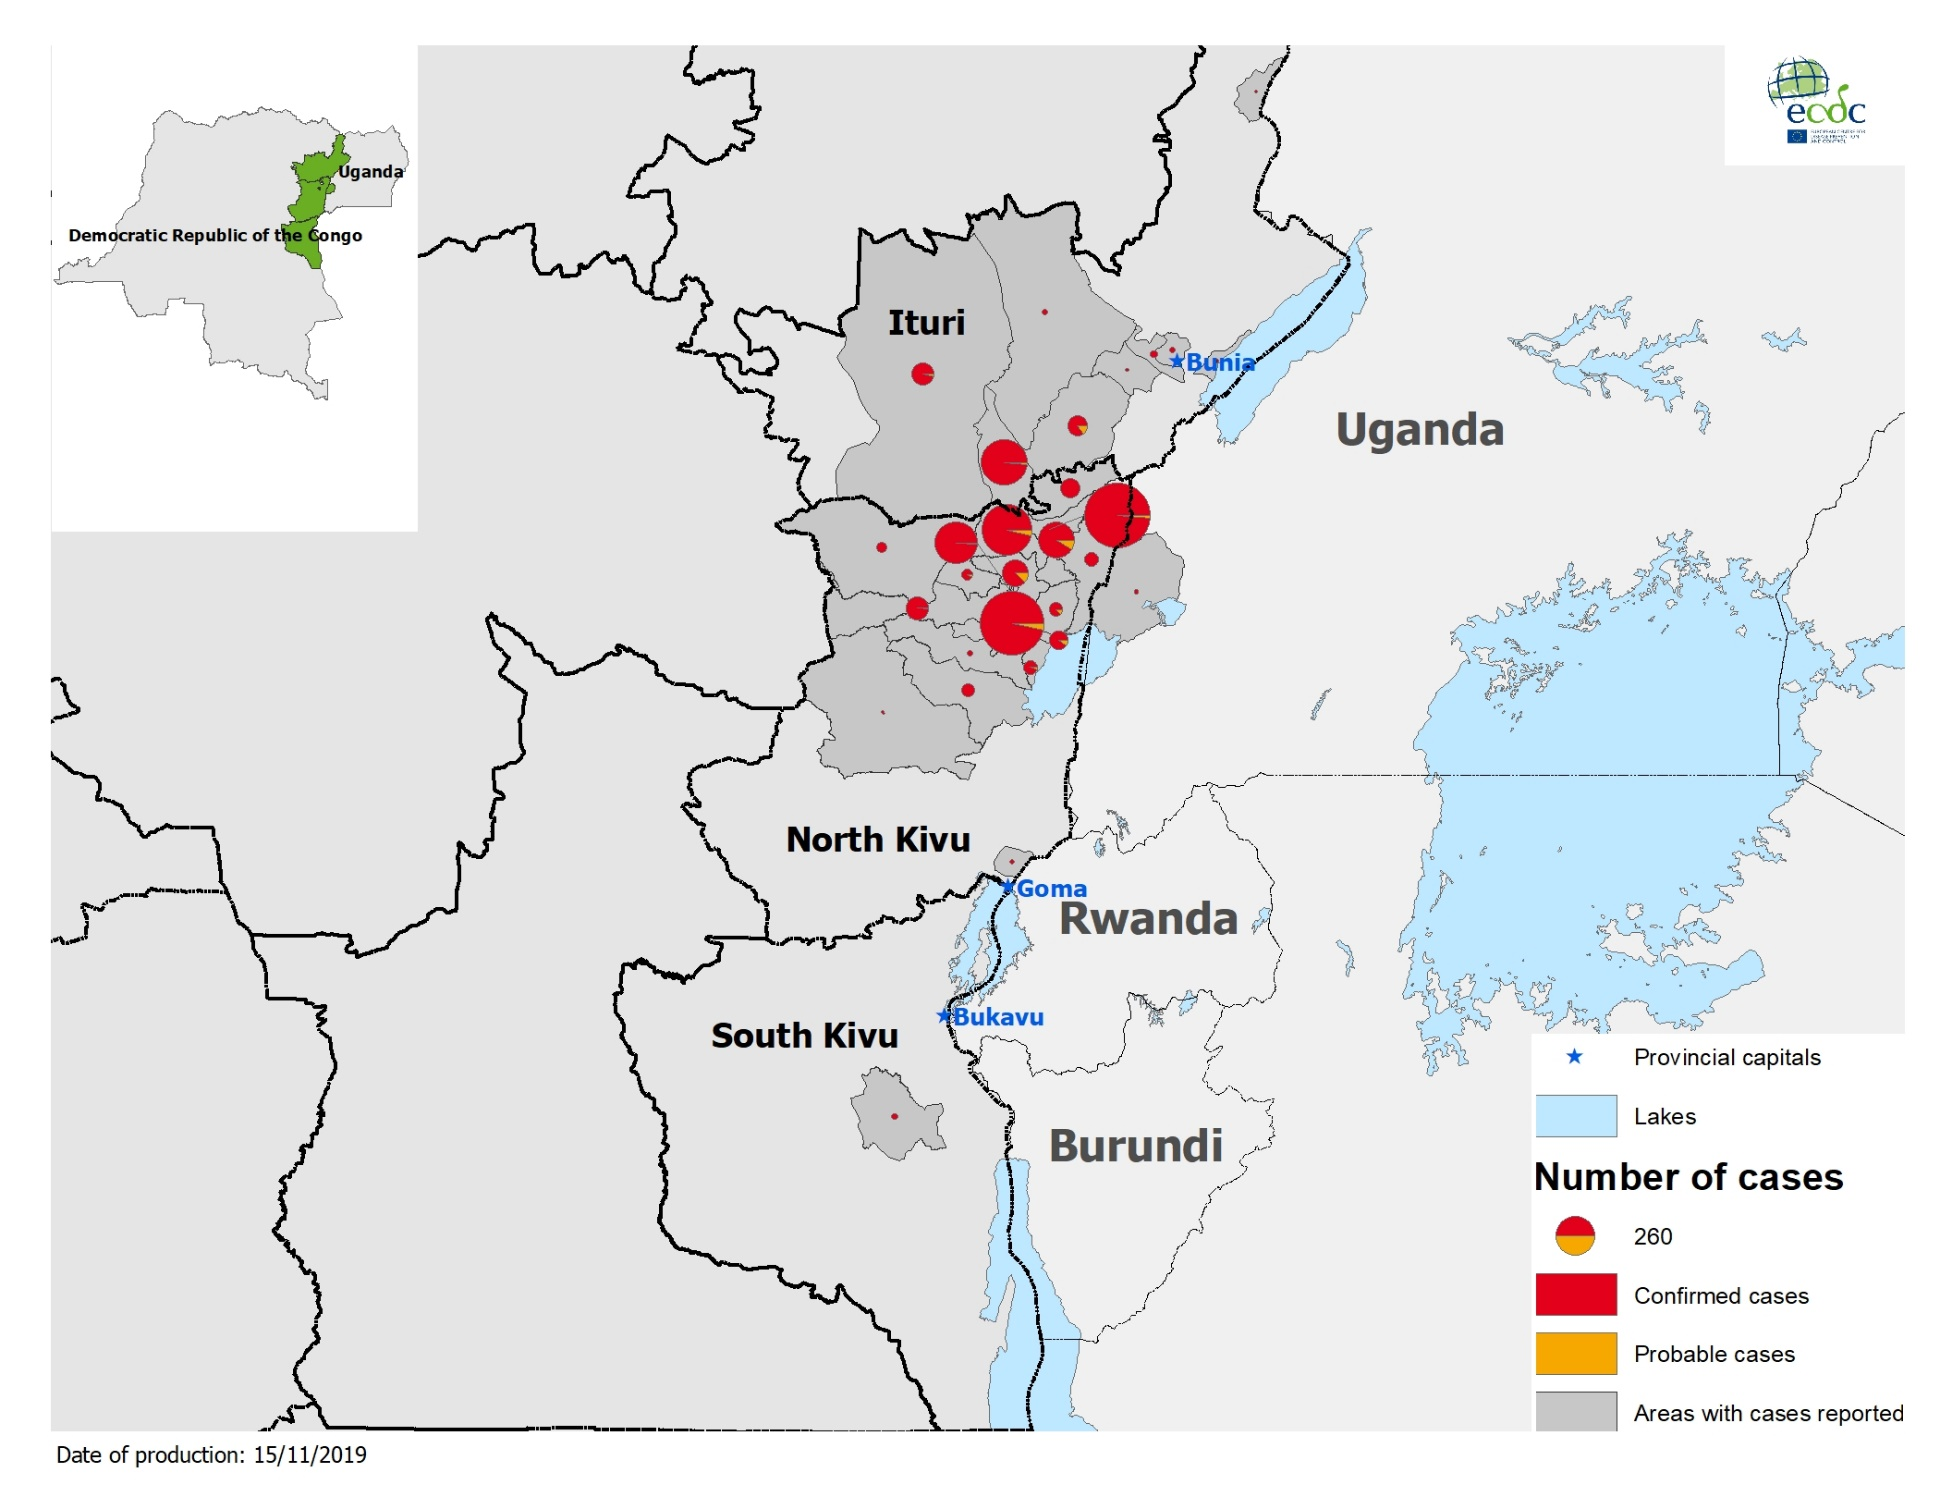 ecdc
Uganda
Democratic Republic of the Congo
Ituri
Bunia
Uganda
North Kivu
Goma
Rwanda
Bukavu
South Kivu
Provincial capitals
Lakes
Burundi
Number of cases
260
Confirmed cases
Probable cases
Areas with cases reported
Date of production: 15/11/2019